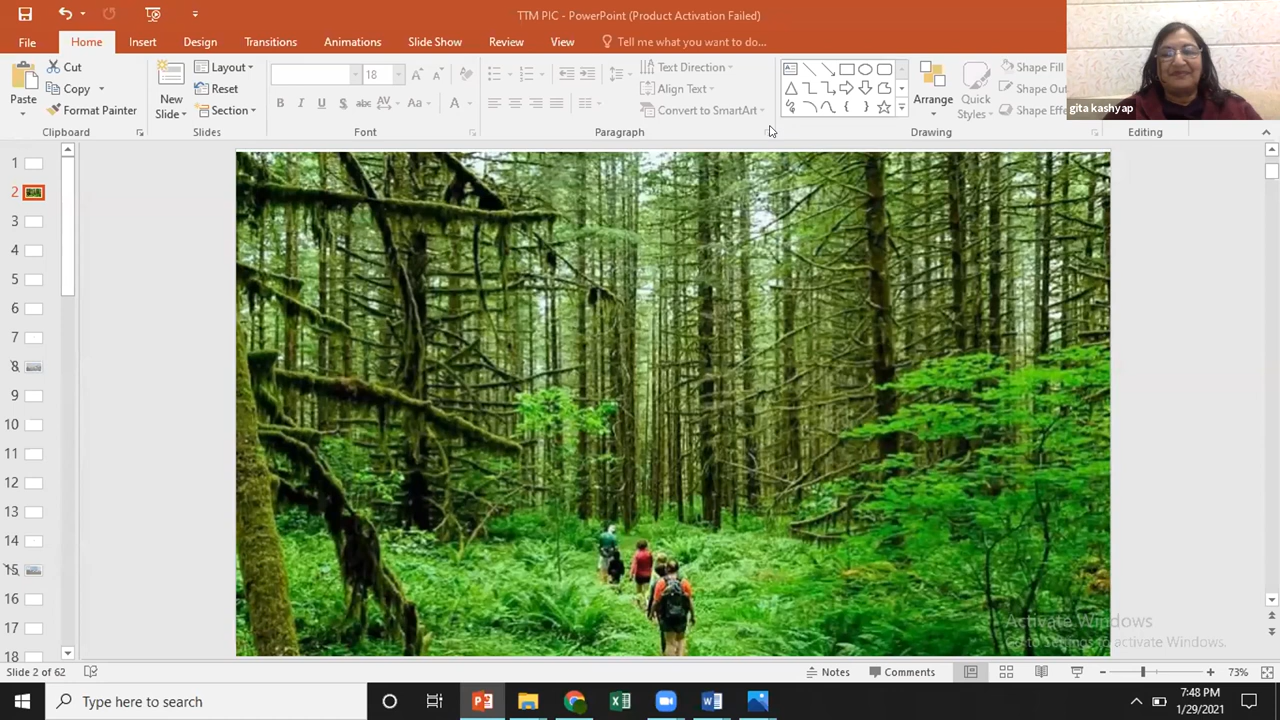 TTM PIC - PowerPoint (Product Activation Failed)
File Home Insert Design Transitions Animations Slide Show Review View Tell me what you want to do...
gita kashyap
Paste
Cut
Copy
Format Painter
Clipboard
New
Slide
Layout
Reset
Section
Slides
18
B I U S abc AV Aa A
Font
Text Direction
Align Text
Convert to SmartArt
Paragraph
Arrange
Quick
Styles
Shape Fill
Shape Ou
Shape Effe
Drawing
Editing
1
2
3
4
5
6
7
8
9
10
11
12
13
14
15
16
17
18
Activate Windows
Go to Settings to activate Windows.
Slide 2 of 62
Notes
Comments
73%
Type here to search
7:48 PM
1/29/2021